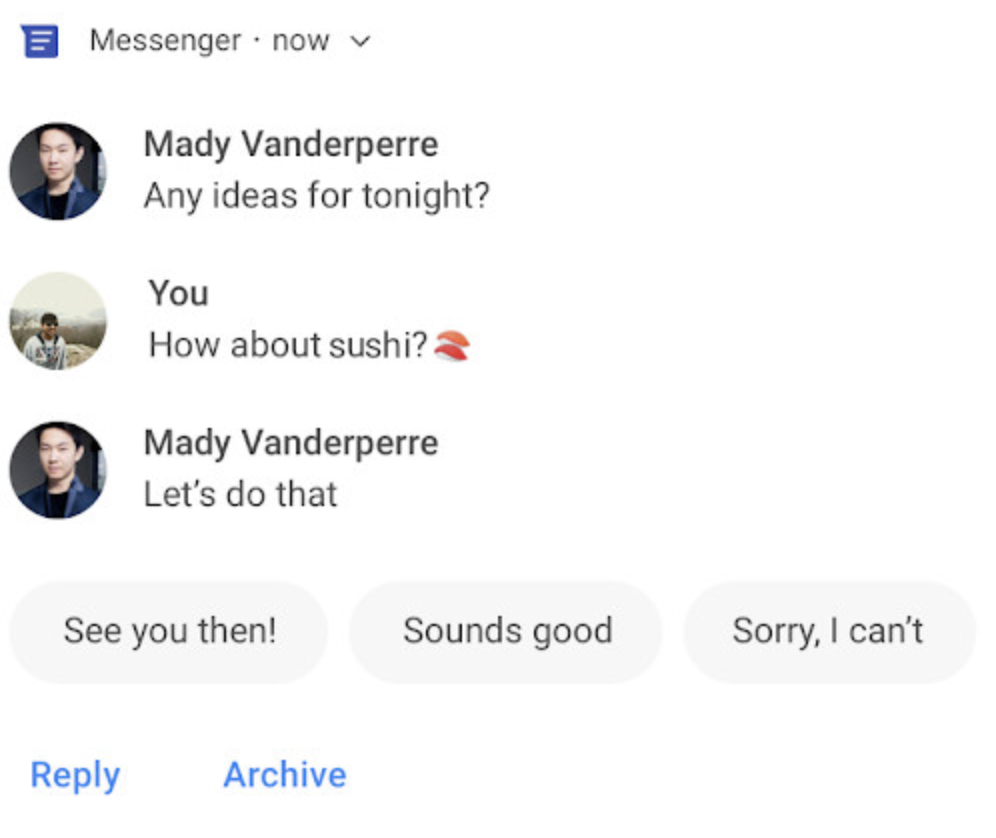 Messenger · now
Mady Vanderperre
Any ideas for tonight?
You
How about sushi?🍣
Mady Vanderperre
Let’s do that
See you then! Sounds good Sorry, I can’t
Reply Archive